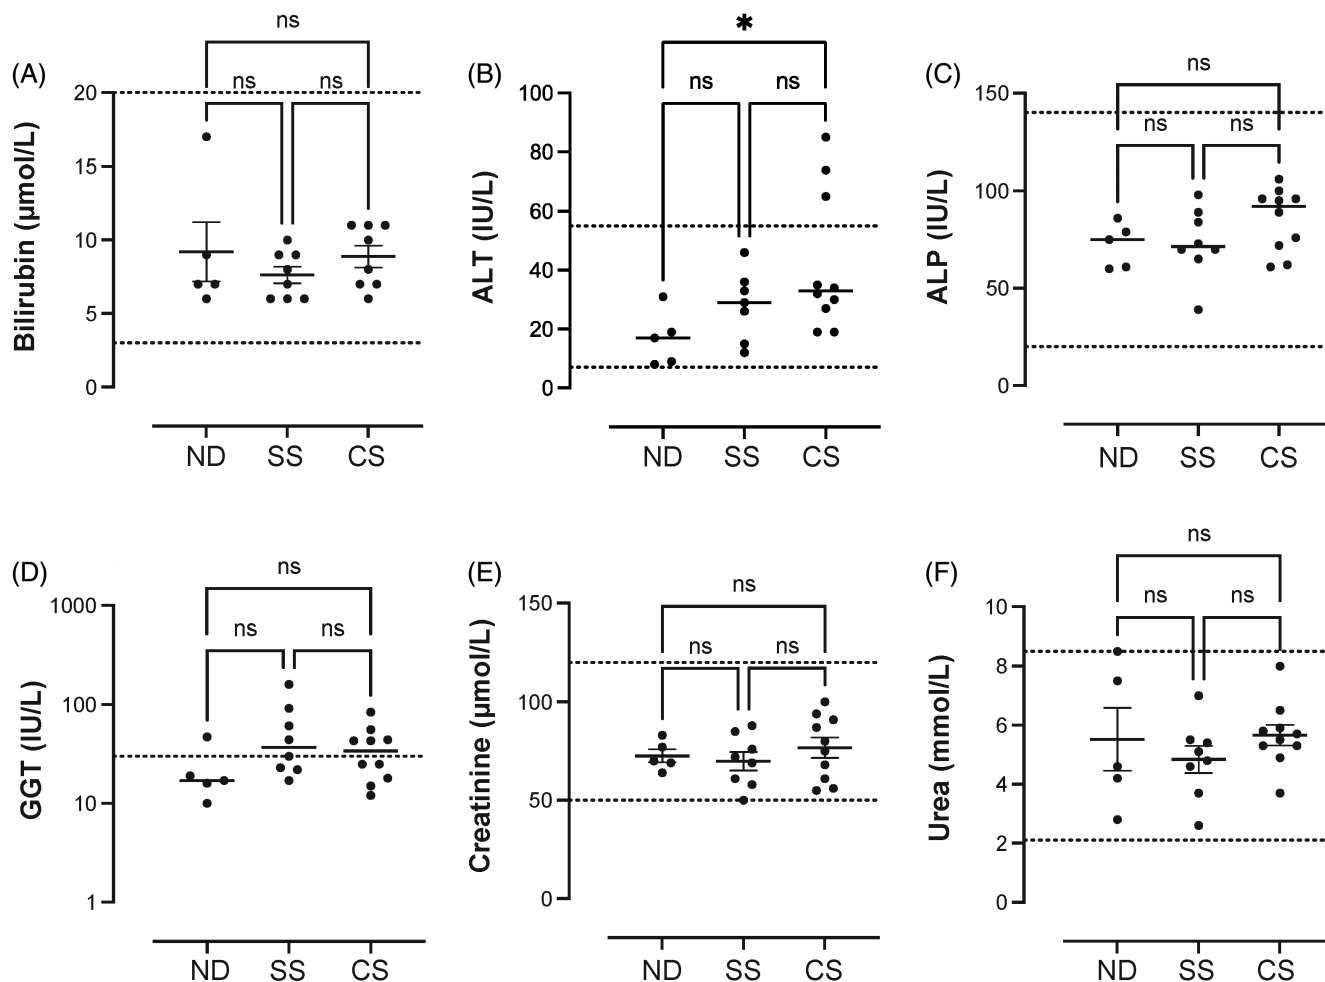 (A)
ns
ns
ns
Bilirubin (µmol/L)
20
15
10
5
0
ND SS CS
(B)
*
ns
ns
ALT (IU/L)
100
80
60
40
20
0
ND SS CS
(C)
ns
ns
ns
ALP (IU/L)
150
100
50
0
ND SS CS
(D)
ns
ns
ns
GGT (IU/L)
1000
100
10
1
ND SS CS
(E)
ns
ns
ns
Creatinine (µmol/L)
150
100
50
0
ND SS CS
(F)
ns
ns
ns
Urea (mmol/L)
10
8
6
4
2
0
ND SS CS